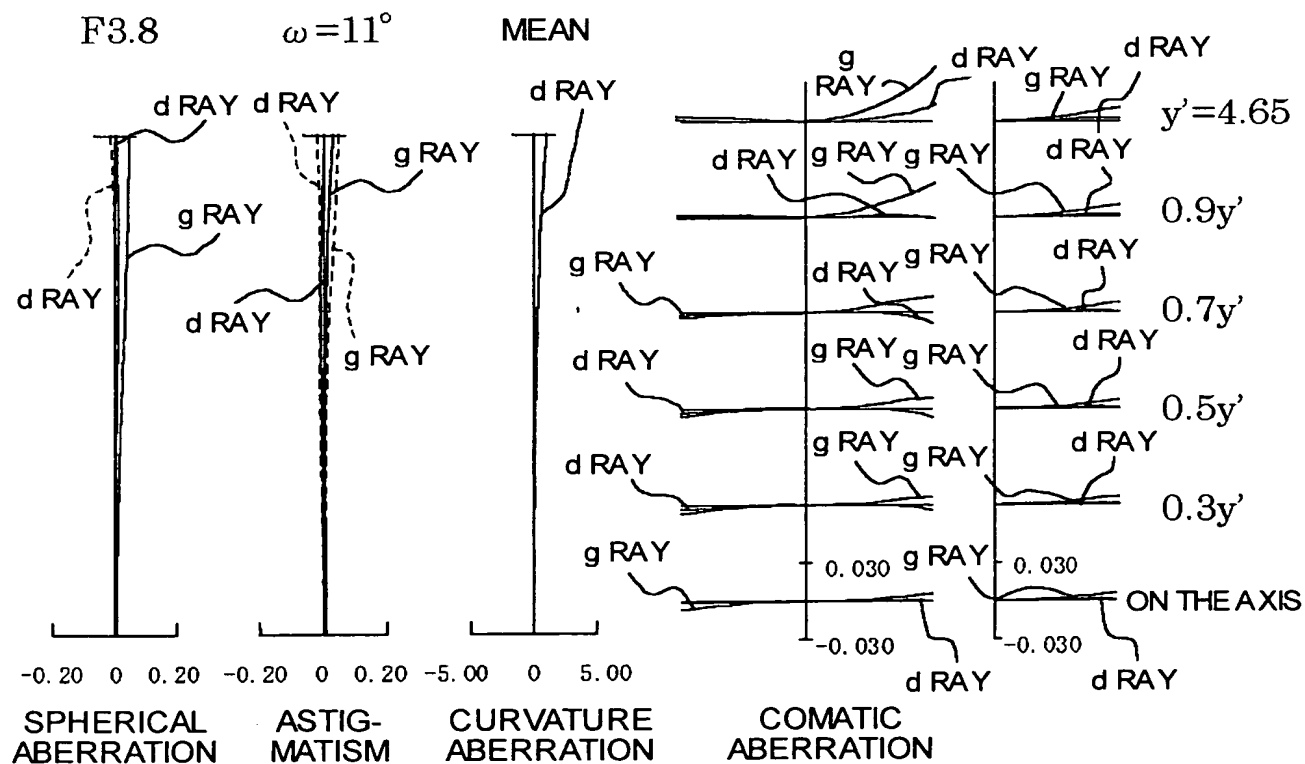 F3.8
ω=11°
MEAN
d RAY
d RAY
d RAY
g RAY
g RAY
d RAY
d RAY
g RAY
g
RAY
d RAY
g RAY
d RAY
y'=4.65
d RAY
g RAY
g RAY
d RAY
0.9y'
g RAY
d RAY
g RAY
d RAY
0.7y'
d RAY
g RAY
g RAY
d RAY
0.5y'
d RAY
g RAY
g RAY
d RAY
0.3y'
g RAY
0.030
-0.030
d RAY
g RAY
0.030
-0.030
d RAY
ON THE AXIS
-0.20 0 0.20
-0.20 0 0.20
-5.00 0 5.00
SPHERICAL
ABERRATION
ASTIG-
MATISM
CURVATURE
ABERRATION
COMATIC
ABERRATION